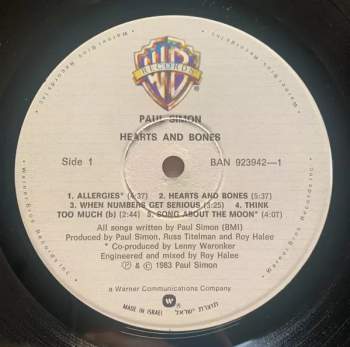 WB
RECORDS
PAUL SIMON
HEARTS AND BONES
Side 1
BAN 923942—1
1. ALLERGIES* (4:37) 2. HEARTS AND BONES (5:37)
3. WHEN NUMBERS GET SERIOUS (3:25) 4. THINK
TOO MUCH (b) (2:44) 5. SONG ABOUT THE MOON* (4:07)
All songs written by Paul Simon (BMI)
Produced by Paul Simon, Russ Titelman and Roy Halee
* Co-produced by Lenny Waronker
Engineered and mixed by Roy Halee
℗ & © 1983 Paul Simon
a Warner Communications Company
MADE IN ISRAEL
תוצרת ישראל